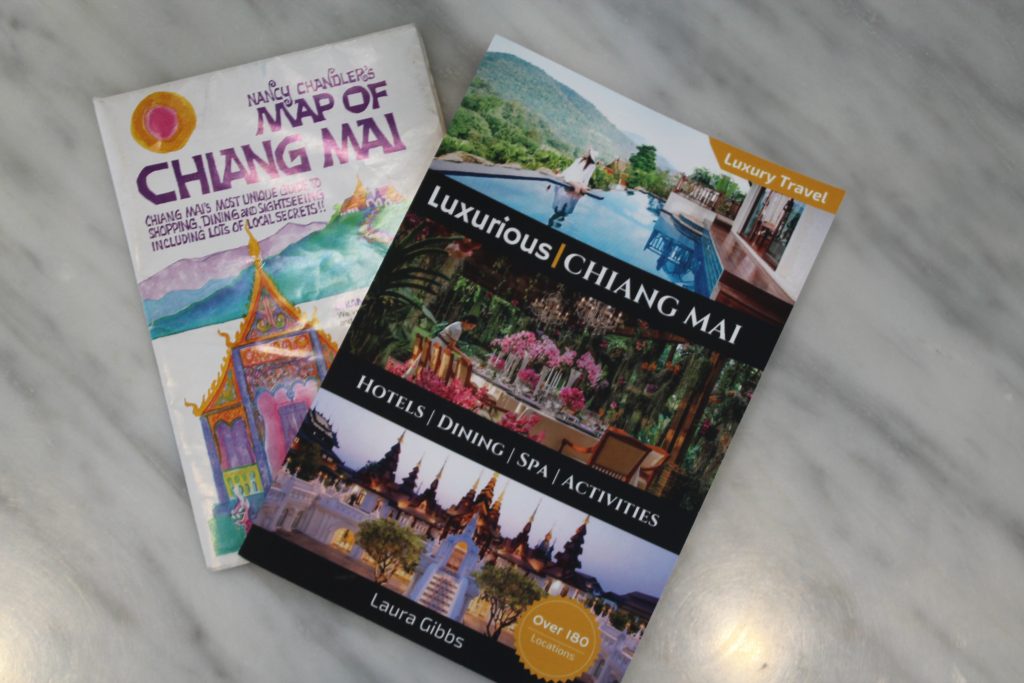 NANCY CHANDLER'S
MAP OF
CHIANG MAI
CHIANG MAI'S MOST UNIQUE GUIDE TO
SHOPPING, DINING and SIGHTSEEING
INCLUDING LOTS OF LOCAL SECRETS!!
Luxury Travel
Luxurious|CHIANG MAI
HOTELS | DINING | SPA | ACTIVITIES
Laura Gibbs
Over 180
Locations